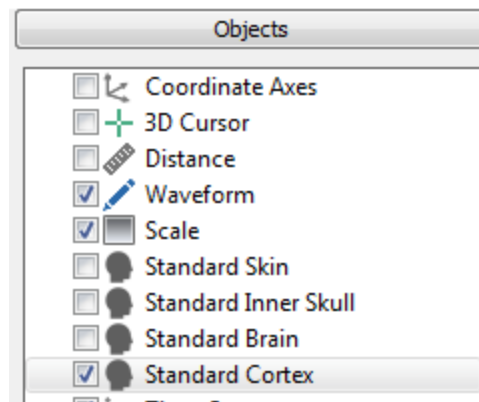 Objects
Coordinate Axes
3D Cursor
Distance
Waveform
Scale
Standard Skin
Standard Inner Skull
Standard Brain
Standard Cortex